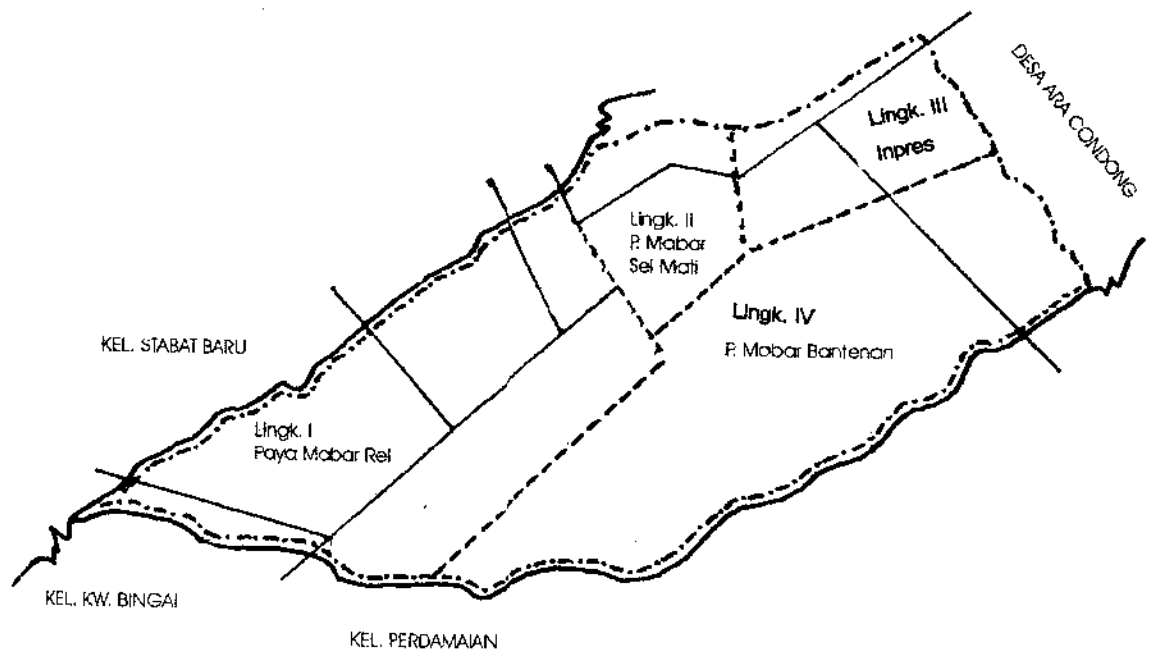 DESA ARA CONDONG
Lingk. III
Inpres
Lingk. II
P. Mabar
Sei Mati
Lingk. IV
P. Mabar Bantenan
KEL. STABAT BARU
Lingk. I
Paya Mabar Rel
KEL. KW. BINGAI
KEL. PERDAMAIAN